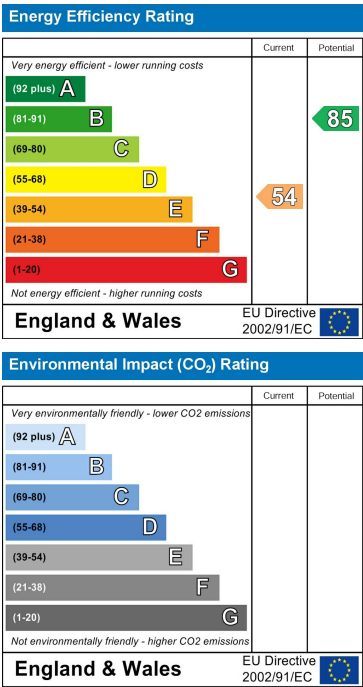 Energy Efficiency Rating
Current Potential
Very energy efficient - lower running costs
(92 plus) A
(81-91) B 85
(69-80) C
(55-68) D
(39-54) E 54
(21-38) F
(1-20) G
Not energy efficient - higher running costs
England & Wales
EU Directive
2002/91/EC
Environmental Impact (CO2) Rating
Current Potential
Very environmentally friendly - lower CO2 emissions
(92 plus) A
(81-91) B
(69-80) C
(55-68) D
(39-54) E
(21-38) F
(1-20) G
Not environmentally friendly - higher CO2 emissions
England & Wales
EU Directive
2002/91/EC